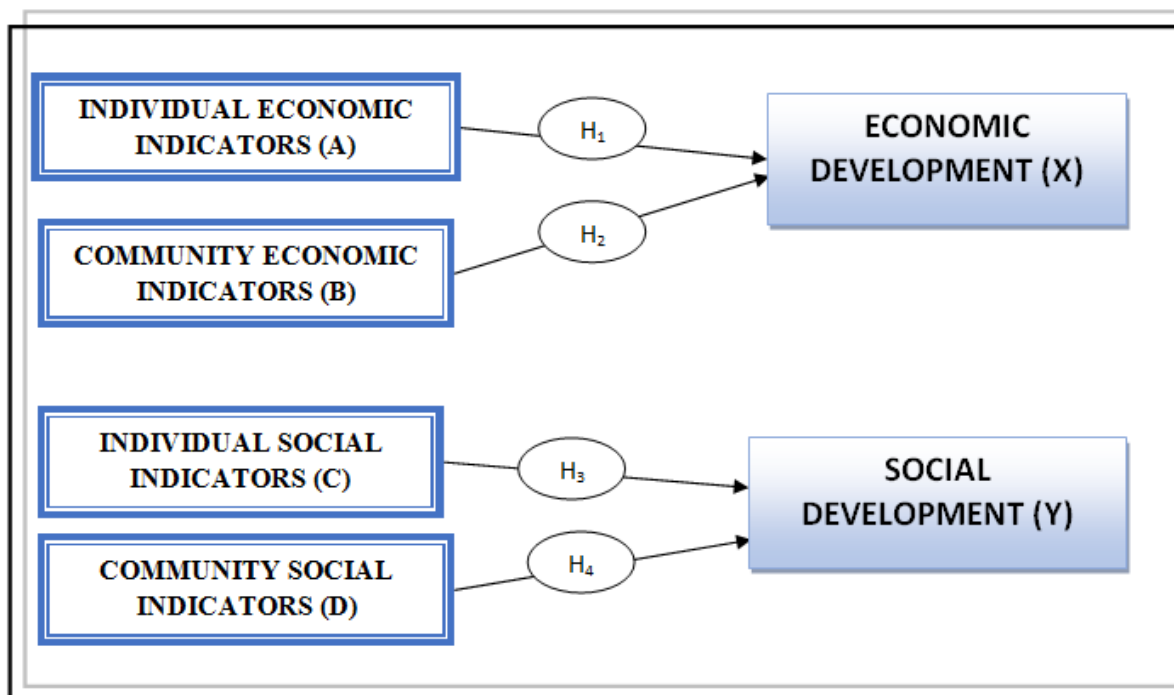 INDIVIDUAL ECONOMIC
INDICATORS (A)
H₁
ECONOMIC
DEVELOPMENT (X)
COMMUNITY ECONOMIC
INDICATORS (B)
H₂
INDIVIDUAL SOCIAL
INDICATORS (C)
H₃
SOCIAL
DEVELOPMENT (Y)
COMMUNITY SOCIAL
INDICATORS (D)
H₄